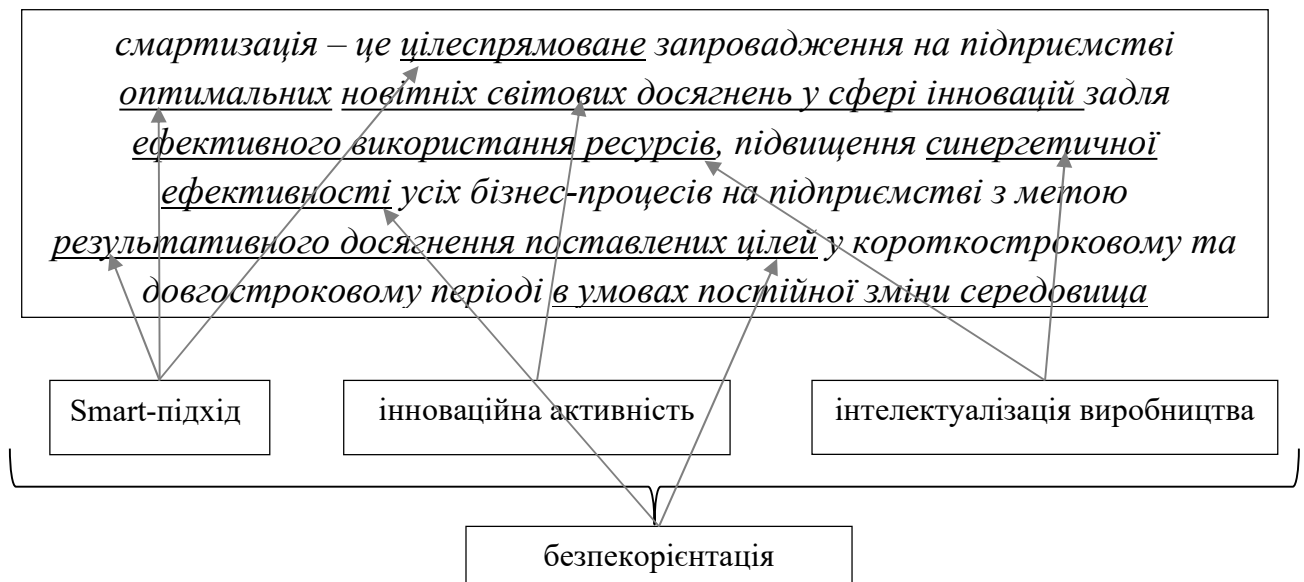 смартизація – це цілеспрямоване запровадження на підприємстві
оптимальних новітніх світових досягнень у сфері інновацій задля
ефективного використання ресурсів, підвищення синергетичної
ефективності усіх бізнес-процесів на підприємстві з метою
результативного досягнення поставлених цілей у короткостроковому та
довгостроковому періоді в умовах постійної зміни середовища
Smart-підхід
інноваційна активність
інтелектуалізація виробництва
безпекорієнтація